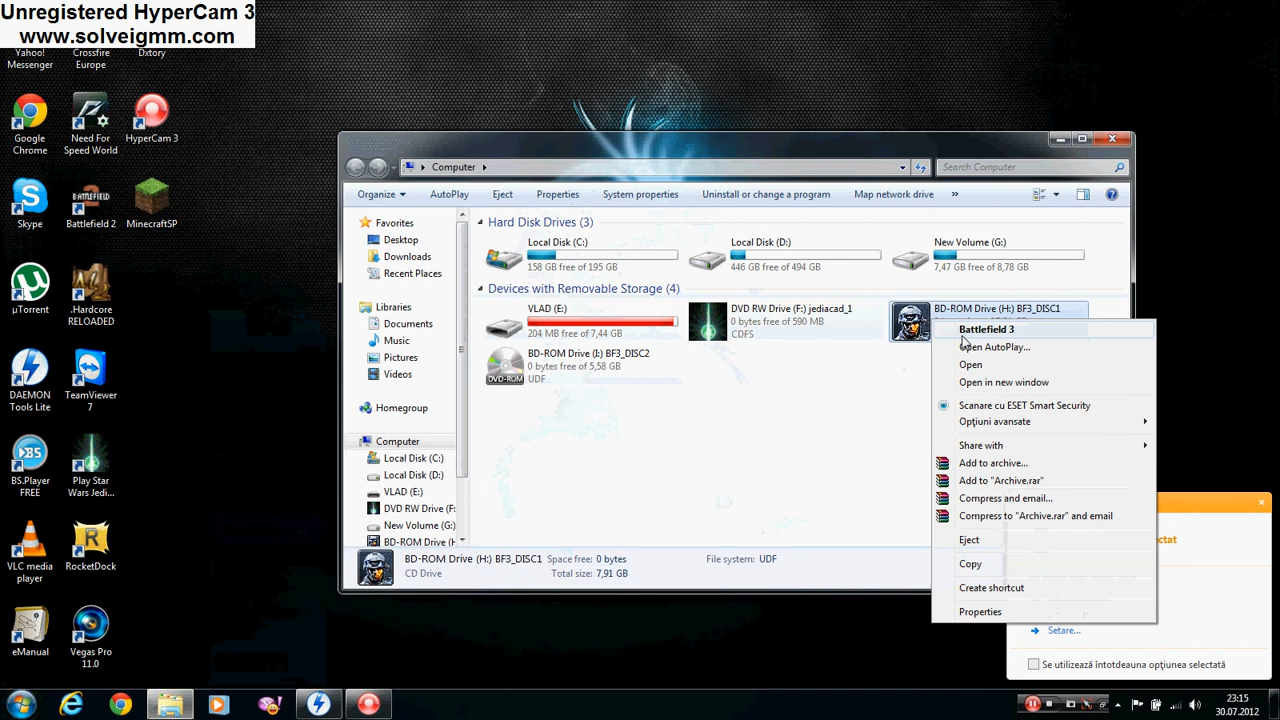 Unregistered HyperCam 3
www.solveigmm.com
Yahoo!
Messenger
Crossfire
Europe
Dxtory
Google
Chrome
Need For
Speed World
HyperCam 3
Skype
Battlefield 2
MinecraftSP
µTorrent
.Hardcore
RELOADED
DAEMON
Tools Lite
TeamViewer
7
BS.Player
FREE
Play Star
Wars Jedi...
VLC media
player
RocketDock
eManual
Vegas Pro
11.0
Computer
Search Computer
Organize
AutoPlay
Eject
Properties
System properties
Uninstall or change a program
Map network drive
»
Favorites
Desktop
Downloads
Recent Places
Libraries
Documents
Music
Pictures
Videos
Homegroup
Computer
Local Disk (C:)
Local Disk (D:)
VLAD (E:)
DVD RW Drive (F:
New Volume (G:)
BD-ROM Drive (H
Hard Disk Drives (3)
Local Disk (C:)
158 GB free of 195 GB
Local Disk (D:)
446 GB free of 494 GB
New Volume (G:)
7,47 GB free of 8,78 GB
Devices with Removable Storage (4)
VLAD (E:)
204 MB free of 7,44 GB
DVD RW Drive (F:) jediacad_1
0 bytes free of 590 MB
CDFS
BD-ROM Drive (H:) BF3_DISC1
DVD-ROM
BD-ROM Drive (I:) BF3_DISC2
0 bytes free of 5,58 GB
UDF
Battlefield 3
Open AutoPlay...
Open
Open in new window
Scanare cu ESET Smart Security
Opţiuni avansate
Share with
Add to archive...
Add to "Archive.rar"
Compress and email...
Compress to "Archive.rar" and email
Eject
Copy
Create shortcut
Properties
BD-ROM Drive (H:) BF3_DISC1
CD Drive
Space free: 0 bytes
Total size: 7,91 GB
File system: UDF
ectat
Setare...
Se utilizează întotdeauna opţiunea selectată
23:15
30.07.2012